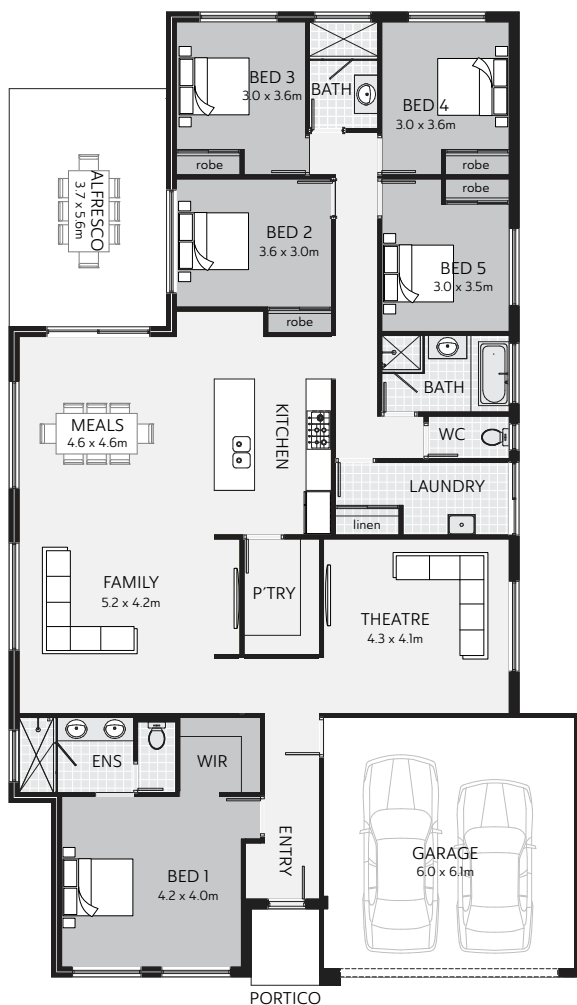 BED 3
3.0 x 3.6m
BATH
BED 4
3.0 x 3.6m
robe
robe
robe
ALFRESCO
3.7 x 5.6m
BED 2
3.6 x 3.0m
BED 5
3.0 x 3.5m
robe
BATH
MEALS
4.6 x 4.6m
KITCHEN
WC
LAUNDRY
linen
FAMILY
5.2 x 4.2m
P'TRY
THEATRE
4.3 x 4.1m
ENS
WIR
ENTRY
GARAGE
6.0 x 6.1m
BED 1
4.2 x 4.0m
PORTICO